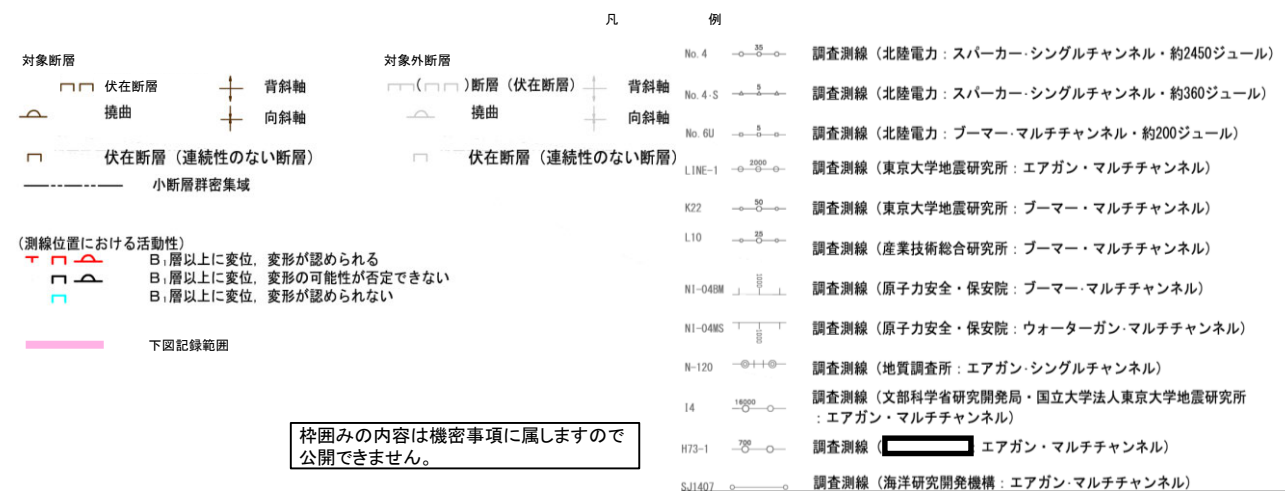 凡 例
対象断層
伏在断層
背斜軸
撓曲
向斜軸
伏在断層（連続性のない断層）
小断層群密集域
対象外断層
( )断層（伏在断層）
背斜軸
撓曲
向斜軸
伏在断層（連続性のない断層）
(測線位置における活動性)
B₁層以上に変位，変形が認められる
B₁層以上に変位，変形の可能性が否定できない
B₁層以上に変位，変形が認められない
下図記録範囲
枠囲みの内容は機密事項に属しますので
公開できません。
No. 4 35 調査測線（北陸電力：スパーカー・シングルチャンネル・約2450ジュール）
No. 4-S 5 調査測線（北陸電力：スパーカー・シングルチャンネル・約360ジュール）
No. 6U 5 調査測線（北陸電力：ブーマー・マルチチャンネル・約200ジュール）
LINE-1 2000 調査測線（東京大学地震研究所：エアガン・マルチチャンネル）
K22 50 調査測線（東京大学地震研究所：ブーマー・マルチチャンネル）
L10 25 調査測線（産業技術総合研究所：ブーマー・マルチチャンネル）
NI-04BM 1000 調査測線（原子力安全・保安院：ブーマー・マルチチャンネル）
NI-04MS 1000 調査測線（原子力安全・保安院：ウォーターガン・マルチチャンネル）
N-120 調査測線（地質調査所：エアガン・シングルチャンネル）
I4 16000 調査測線（文部科学省研究開発局・国立大学法人東京大学地震研究所
：エアガン・マルチチャンネル）
H73-1 700 調査測線（ エアガン・マルチチャンネル）
SJ1407 調査測線（海洋研究開発機構：エアガン・マルチチャンネル）